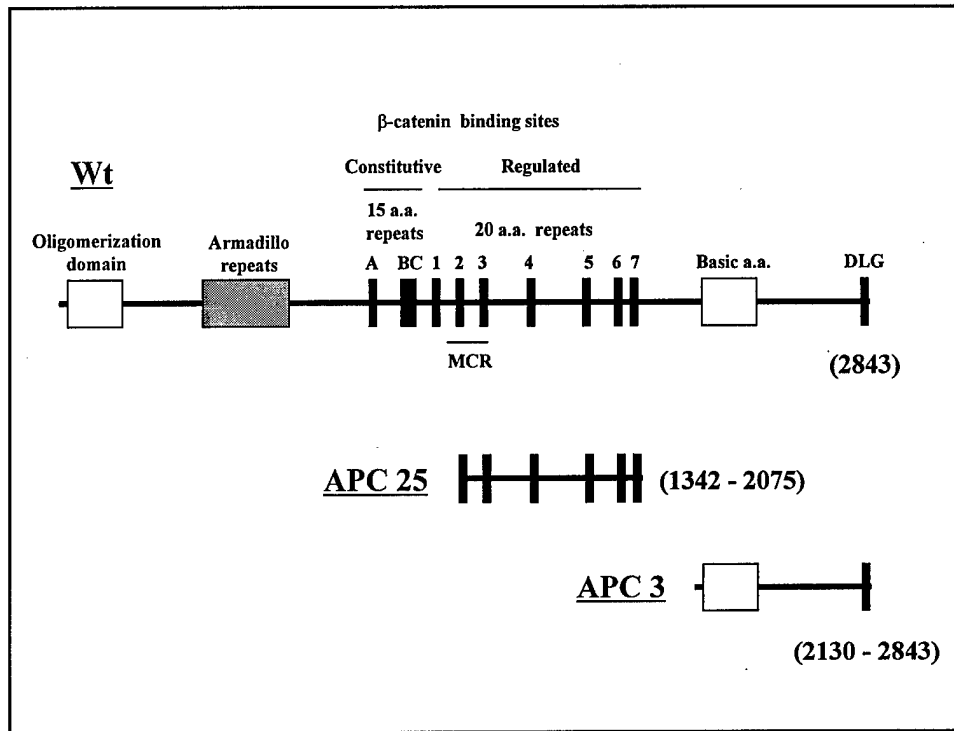 β-catenin binding sites
Wt
Constitutive Regulated
15 a.a.
repeats
20 a.a. repeats
Oligomerization
domain
Armadillo
repeats
A BC 1 2 3 4 5 6 7
Basic a.a.
DLG
MCR
(2843)
APC 25
(1342 - 2075)
APC 3
(2130 - 2843)